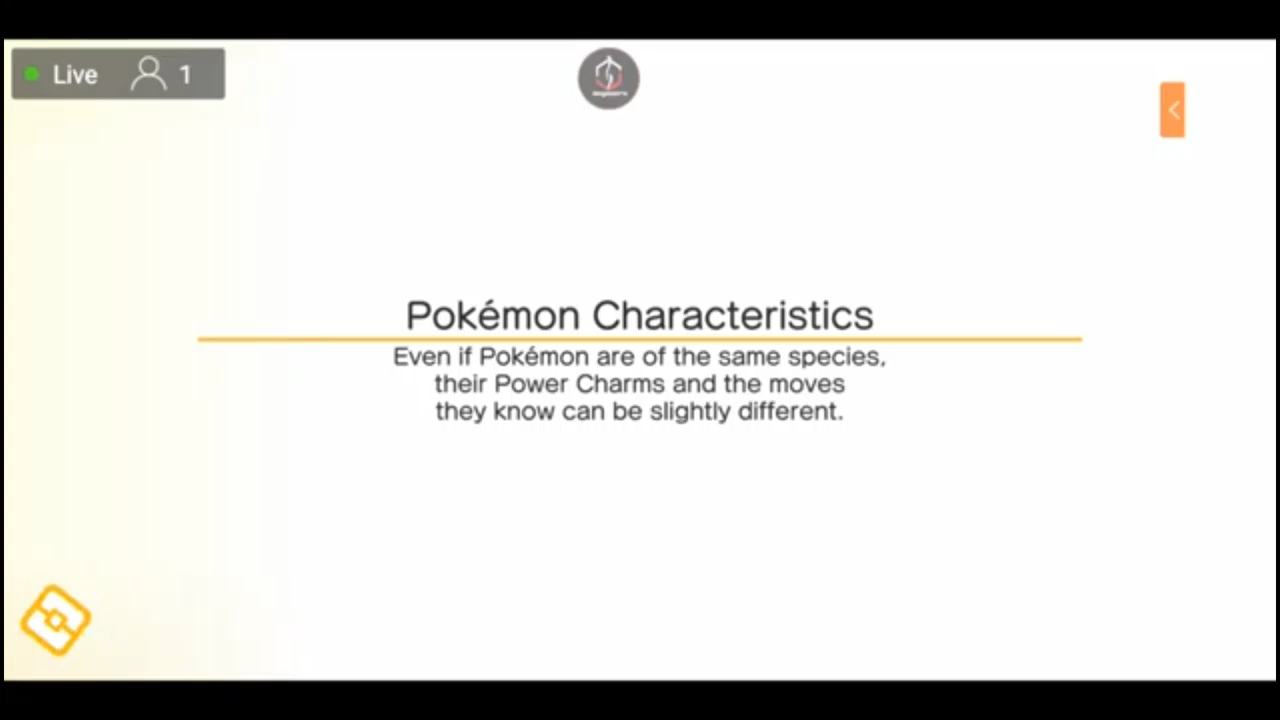 Live 1
Pokémon Characteristics
Even if Pokémon are of the same species,
their Power Charms and the moves
they know can be slightly different.